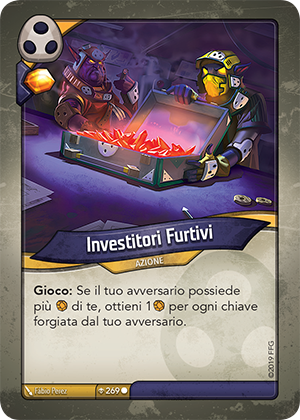 Investitori Furtivi
AZIONE
Gioco: Se il tuo avversario possiede
più di te, ottieni 1 per ogni chiave
forgiata dal tuo avversario.
©2019 FFG
Fabio Perez
269